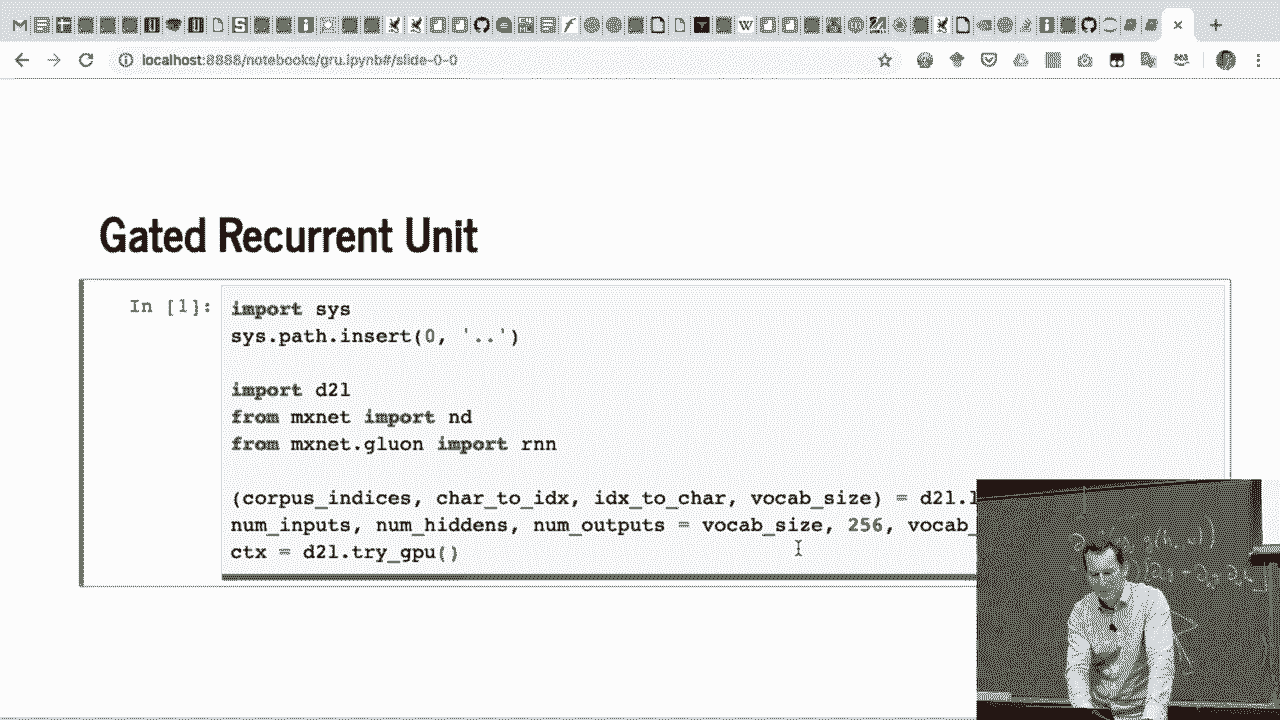 localhost:8888/notebooks/gru.ipynb#/slide-0-0
Gated Recurrent Unit
In [1]:
import sys
sys.path.insert(0, '..')
import d2l
from mxnet import nd
from mxnet.gluon import rnn
(corpus_indices, char_to_idx, idx_to_char, vocab_size) = d2l.l
num_inputs, num_hiddens, num_outputs = vocab_size, 256, vocab_
ctx = d2l.try_gpu()